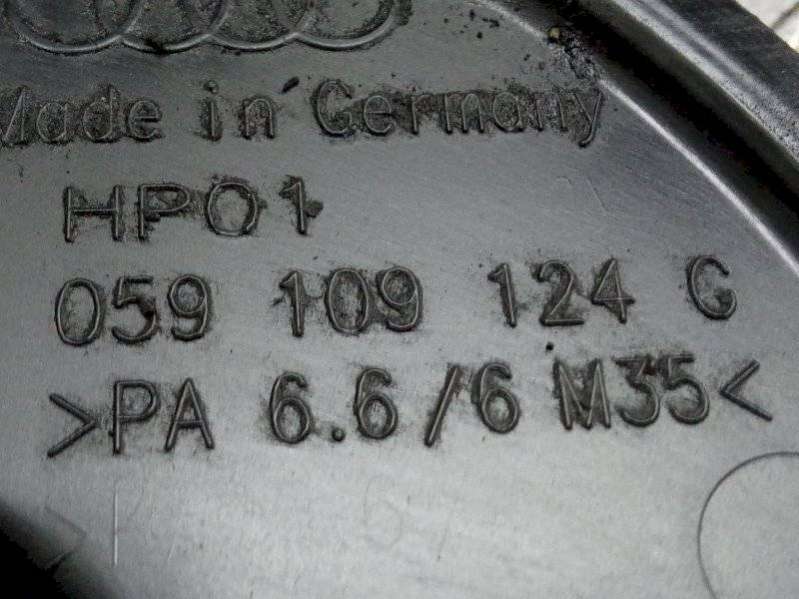 Made in Germany
HP01
059 109 124 G
>PA 6.6/6 M35<